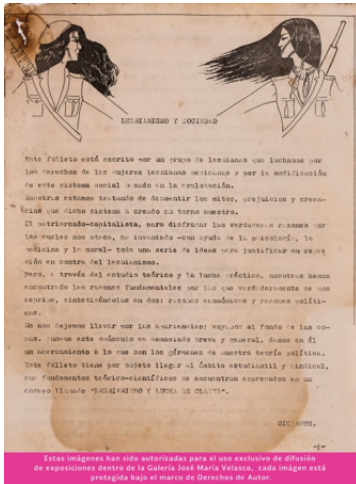 LESBIANISMO Y SOCIEDAD
Este folleto está escrito por un grupo de lesbianas que luchamos por
los derechos de las mujeres lesbianas mexicanas y por la modificación
de este sistema social basado en la explotación.
Nosotras estamos tratando de desmentir los mitos, prejuicios y creen-
cias que dicho sistema a creado en torno nuestro.
El patriarcado-capitalista, para disfrazar las verdaderas razones por
las cuales nos ataca, ha inventado -con ayuda de la psicología, la
medicina y la moral- toda una serie de ideas para justificar su repre
sión en contra del lesbianismo.
Pero, a través del estudio teórico y la lucha práctica, nosotras hemos
encontrado las razones fundamentales por las que verdaderamente se nos
reprime, sintetizándolas en dos: razones económicas y razones políti-
cas.
No nos dejemos llevar por las apariencias: vayamos al fondo de las co-
sas. Aunque este opúsculo es demasiado breve y general, damos en él
un acercamiento a lo que son los gérmenes de nuestra teoría política.
Este folleto tiene por objeto llegar al ámbito estudiantil y sindical,
sus fundamentos teórico-científicos se encuentran expresados en un
ensayo llamado "LESBIANISMO Y LUCHA DE CLASES".
-1-
Estas imágenes han sido autorizadas para el uso exclusivo de difusión
de exposiciones dentro de la Galería José María Velasco, cada imágen está
protegida bajo el marco de Derechos de Autor.